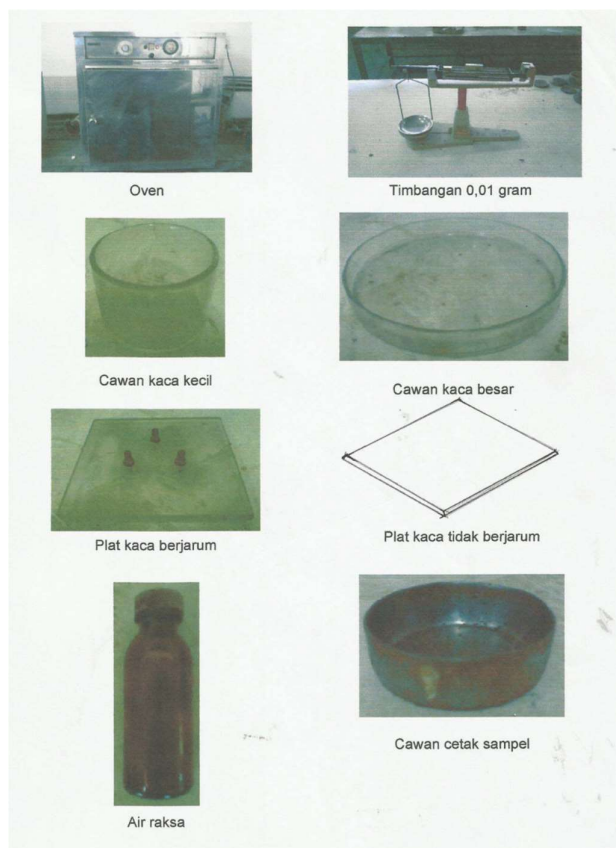 Oven
Timbangan 0,01 gram
Cawan kaca kecil
Cawan kaca besar
Plat kaca berjarum
Plat kaca tidak berjarum
Air raksa
Cawan cetak sampel